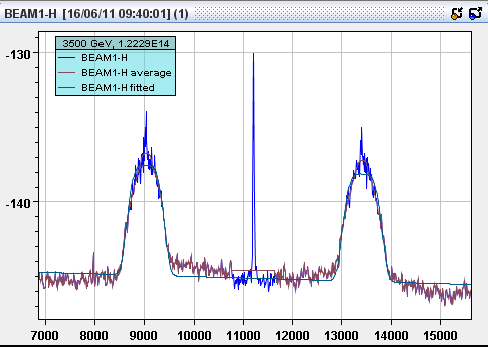 BEAM1-H [16/06/11 09:40:01] (1)
3500 GeV, 1.2229E14
BEAM1-H
BEAM1-H average
BEAM1-H fitted
-130
-140
7000 8000 9000 10000 11000 12000 13000 14000 15000